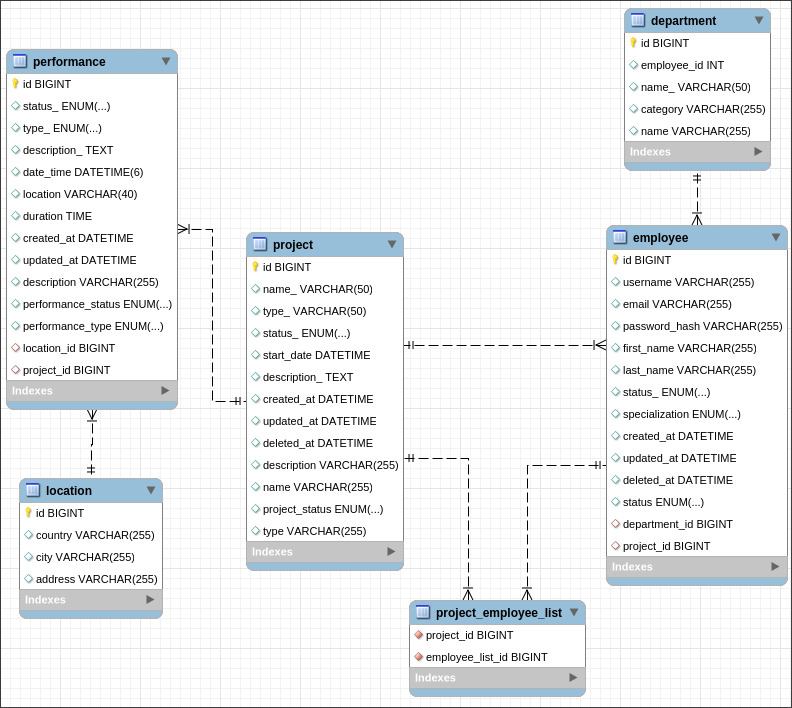 performance
id BIGINT
status_ ENUM(...)
type_ ENUM(...)
description_ TEXT
date_time DATETIME(6)
location VARCHAR(40)
duration TIME
created_at DATETIME
updated_at DATETIME
description VARCHAR(255)
performance_status ENUM(...)
performance_type ENUM(...)
location_id BIGINT
project_id BIGINT
Indexes
location
id BIGINT
country VARCHAR(255)
city VARCHAR(255)
address VARCHAR(255)
Indexes
project
id BIGINT
name_ VARCHAR(50)
type_ VARCHAR(50)
status_ ENUM(...)
start_date DATETIME
description_ TEXT
created_at DATETIME
updated_at DATETIME
deleted_at DATETIME
description VARCHAR(255)
name VARCHAR(255)
project_status ENUM(...)
type VARCHAR(255)
Indexes
department
id BIGINT
employee_id INT
name_ VARCHAR(50)
category VARCHAR(255)
name VARCHAR(255)
Indexes
employee
id BIGINT
username VARCHAR(255)
email VARCHAR(255)
password_hash VARCHAR(255)
first_name VARCHAR(255)
last_name VARCHAR(255)
status_ ENUM(...)
specialization ENUM(...)
created_at DATETIME
updated_at DATETIME
deleted_at DATETIME
status ENUM(...)
department_id BIGINT
project_id BIGINT
Indexes
project_employee_list
project_id BIGINT
employee_list_id BIGINT
Indexes